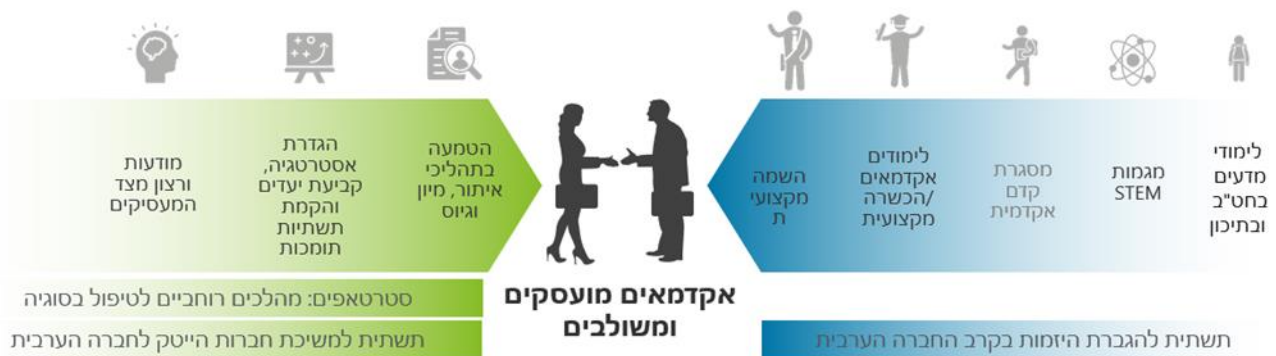 לימודי
מדעים
בחט"ב
ובתיכון
מגמות
STEM
מסגרת
קדם
אקדמית
לימודים
אקדמאים
/הכשרה
מקצועית
השמה
מקצועי
ת
הטמעה
בתהליכי
איתור, מיון
וגיוס
הגדרת
אסטרטגיה,
קביעת יעדים
והקמת
תשתיות
תומכות
מודעות
ורצון מצד
המעסיקים
אקדמאים מועסקים
ומשולבים
תשתית להגברת היזמות בקרב החברה הערבית
סטרטאפים: מהלכים רוחביים לטיפול בסוגיה
תשתית למשיכת חברות הייטק לחברה הערבית